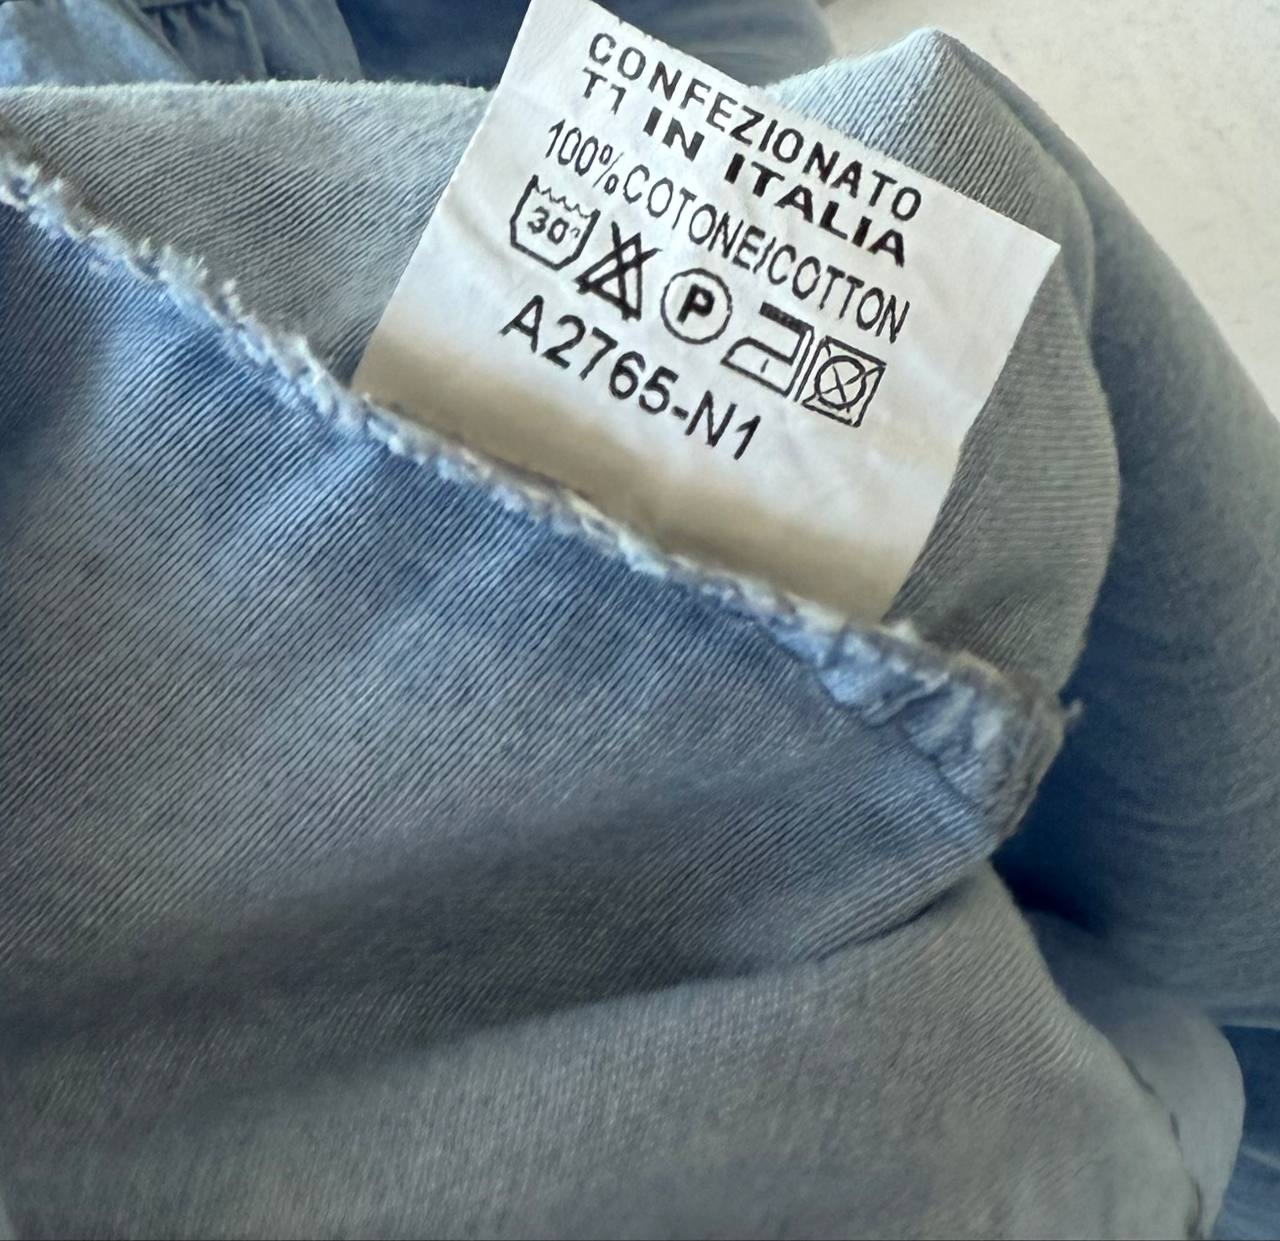 CONFEZIONATO
T1 IN ITALIA
100%COTONE/COTTON
30° P
A2765-N1